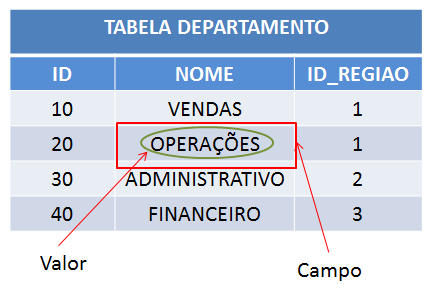 TABELA DEPARTAMENTO
ID NOME ID_REGIAO
10 VENDAS 1
20 OPERAÇÕES 1
30 ADMINISTRATIVO 2
40 FINANCEIRO 3
Valor
Campo